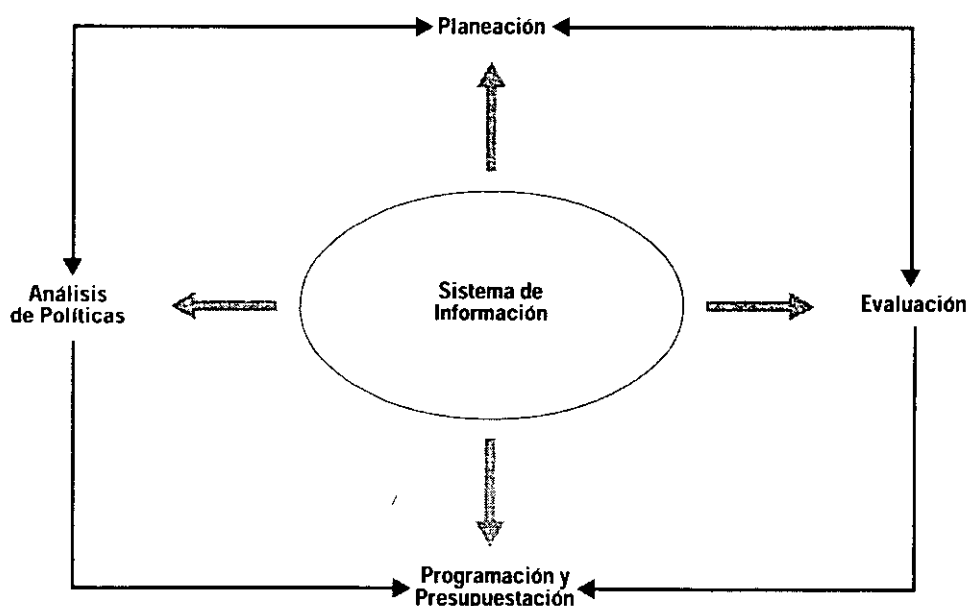 Planeación
Análisis
de Políticas
Sistema de
Información
Evaluación
Programación y
Presupuestación